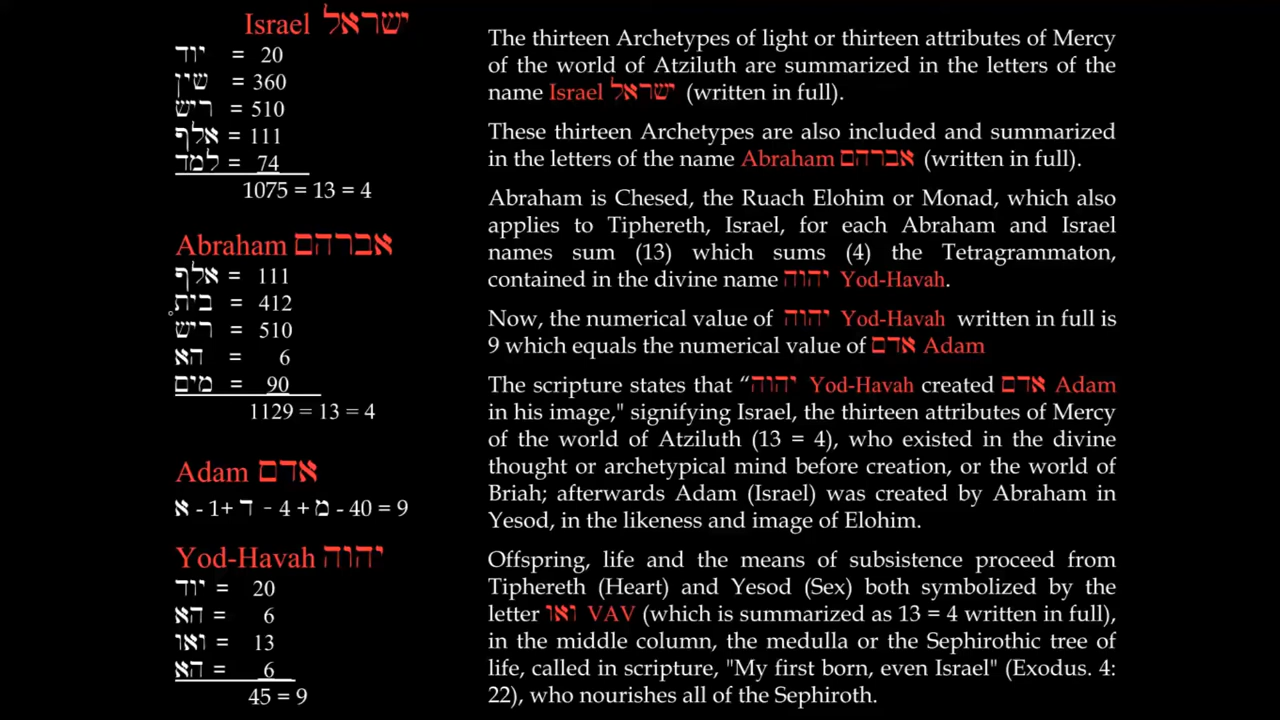 Israel ישראל
יוד = 20
שין = 360
ריש = 510
אלף = 111
למד = 74
1075 = 13 = 4
Abraham אברהם
אלף = 111
בית = 412
ריש = 510
הא = 6
מים = 90
1129 = 13 = 4
Adam אדם
א - 1+ ד - 4 + מ - 40 = 9
Yod-Havah יהוה
יוד = 20
הא = 6
ואו = 13
הא = 6
45 = 9
The thirteen Archetypes of light or thirteen attributes of Mercy
of the world of Atziluth are summarized in the letters of the
name Israel ישראל (written in full).
These thirteen Archetypes are also included and summarized
in the letters of the name Abraham אברהם (written in full).
Abraham is Chesed, the Ruach Elohim or Monad, which also
applies to Tiphereth, Israel, for each Abraham and Israel
names sum (13) which sums (4) the Tetragrammaton,
contained in the divine name יהוה Yod-Havah.
Now, the numerical value of יהוה Yod-Havah written in full is
9 which equals the numerical value of אדם Adam
The scripture states that “יהוה Yod-Havah created אדם Adam
in his image," signifying Israel, the thirteen attributes of Mercy
of the world of Atziluth (13 = 4), who existed in the divine
thought or archetypical mind before creation, or the world of
Briah; afterwards Adam (Israel) was created by Abraham in
Yesod, in the likeness and image of Elohim.
Offspring, life and the means of subsistence proceed from
Tiphereth (Heart) and Yesod (Sex) both symbolized by the
letter ואו VAV (which is summarized as 13 = 4 written in full),
in the middle column, the medulla or the Sephirothic tree of
life, called in scripture, "My first born, even Israel" (Exodus. 4:
22), who nourishes all of the Sephiroth.